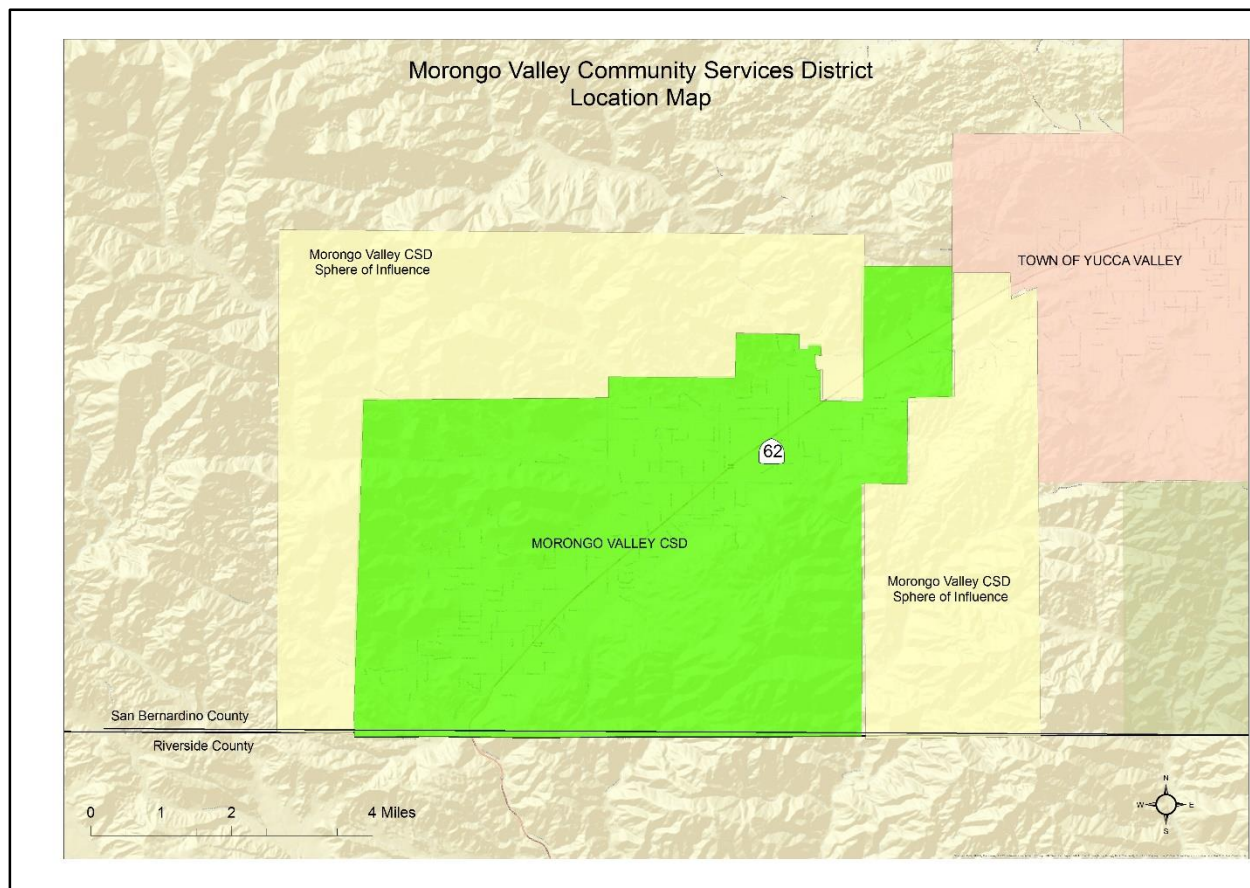 Morongo Valley Community Services District
Location Map
Morongo Valley CSD
Sphere of Influence
TOWN OF YUCCA VALLEY
62
MORONGO VALLEY CSD
Morongo Valley CSD
Sphere of Influence
San Bernardino County
Riverside County
0 1 2 4 Miles
N
W E
S